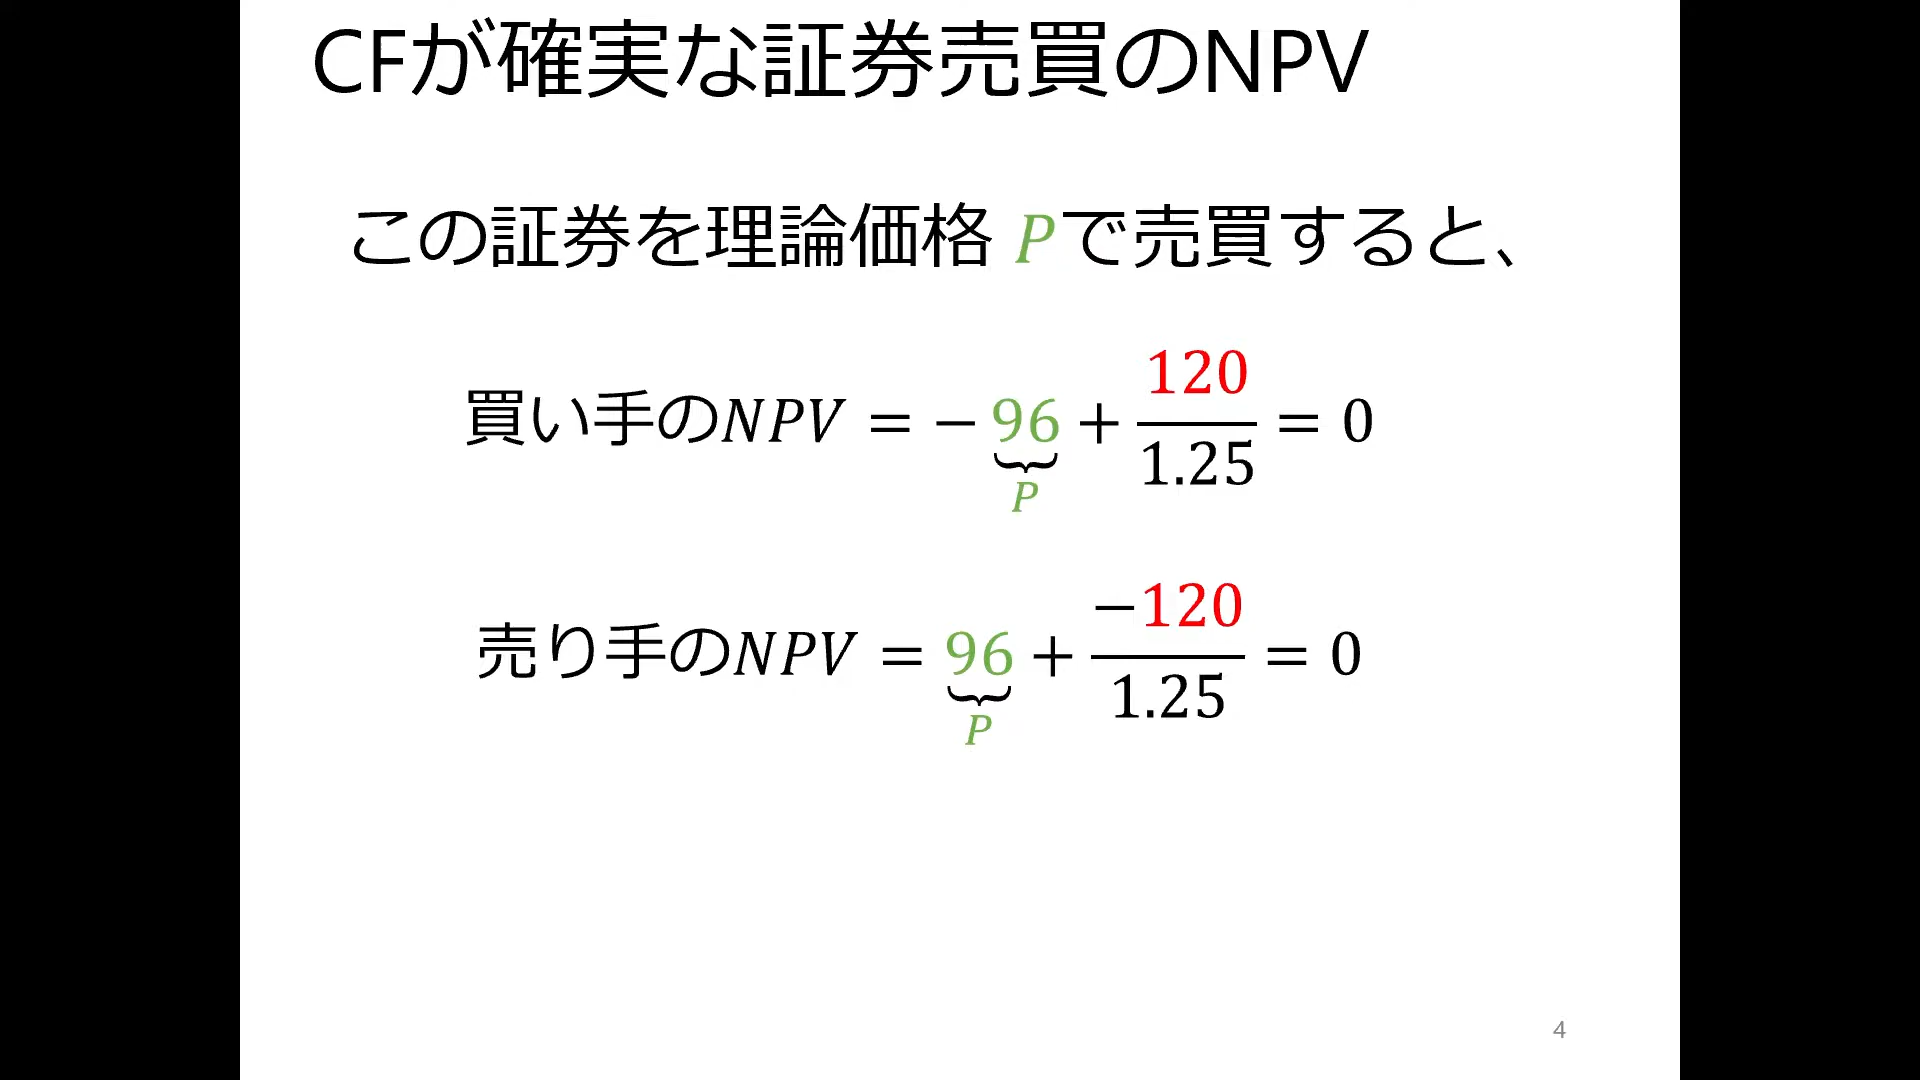 CFが確実な証券売買のNPV
この証券を理論価格 Pで売買すると、
買い手のNPV = − 96 + 120/1.25 = 0
P
売り手のNPV = 96 + −120/1.25 = 0
P
4